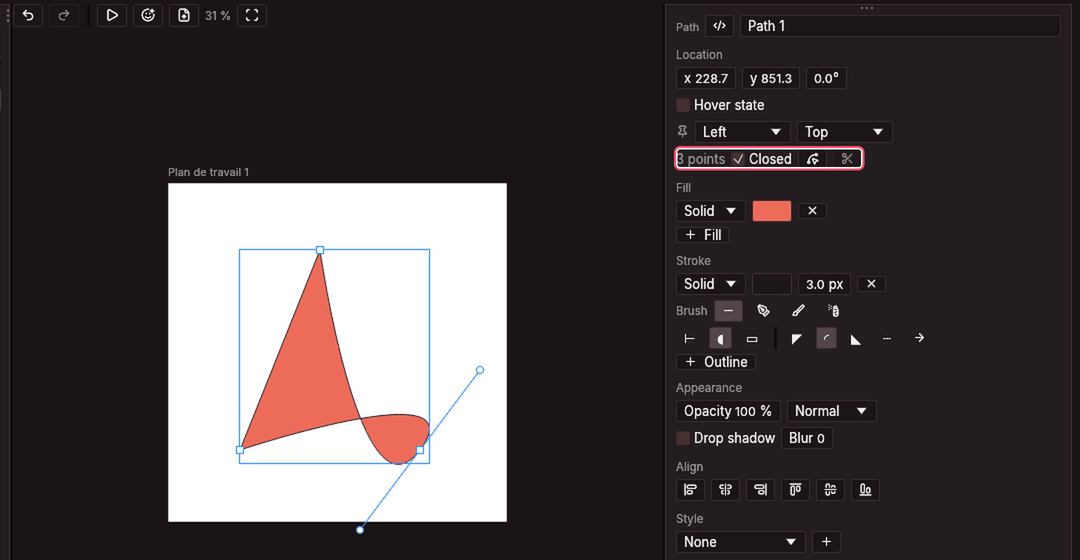 31 %
Path
Path 1
Location
x 228.7 y 851.3 0.0°
Hover state
Left Top
3 points Closed
Plan de travail 1
Fill
Solid
+ Fill
Stroke
Solid 3.0 px
Brush
+ Outline
Appearance
Opacity 100 % Normal
Drop shadow Blur 0
Align
Style
None